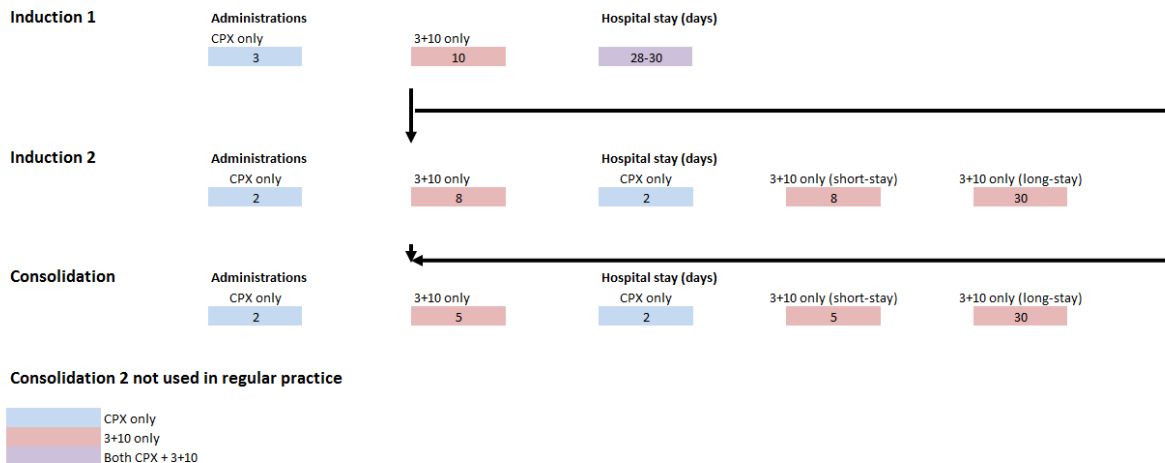 Induction 1 Administrations Hospital stay (days)
CPX only 3+10 only
3 10 28-30
Induction 2 Administrations Hospital stay (days)
CPX only 3+10 only CPX only 3+10 only (short-stay) 3+10 only (long-stay)
2 8 2 8 30
Consolidation Administrations Hospital stay (days)
CPX only 3+10 only CPX only 3+10 only (short-stay) 3+10 only (long-stay)
2 5 2 5 30
Consolidation 2 not used in regular practice
CPX only
3+10 only
Both CPX + 3+10